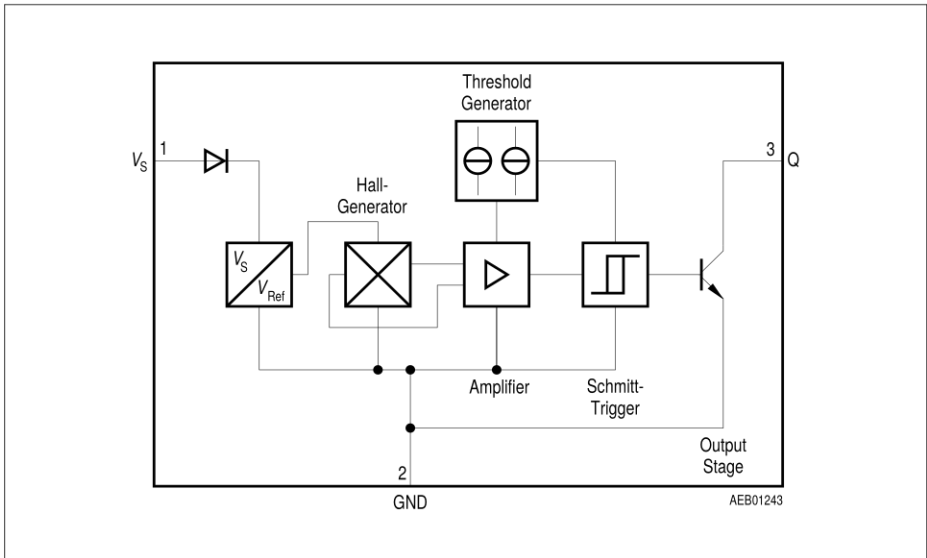 Threshold
Generator
1
V_S
3
Q
Hall-
Generator
V_S
V_Ref
Amplifier
Schmitt-
Trigger
Output
Stage
2
GND
AEB01243